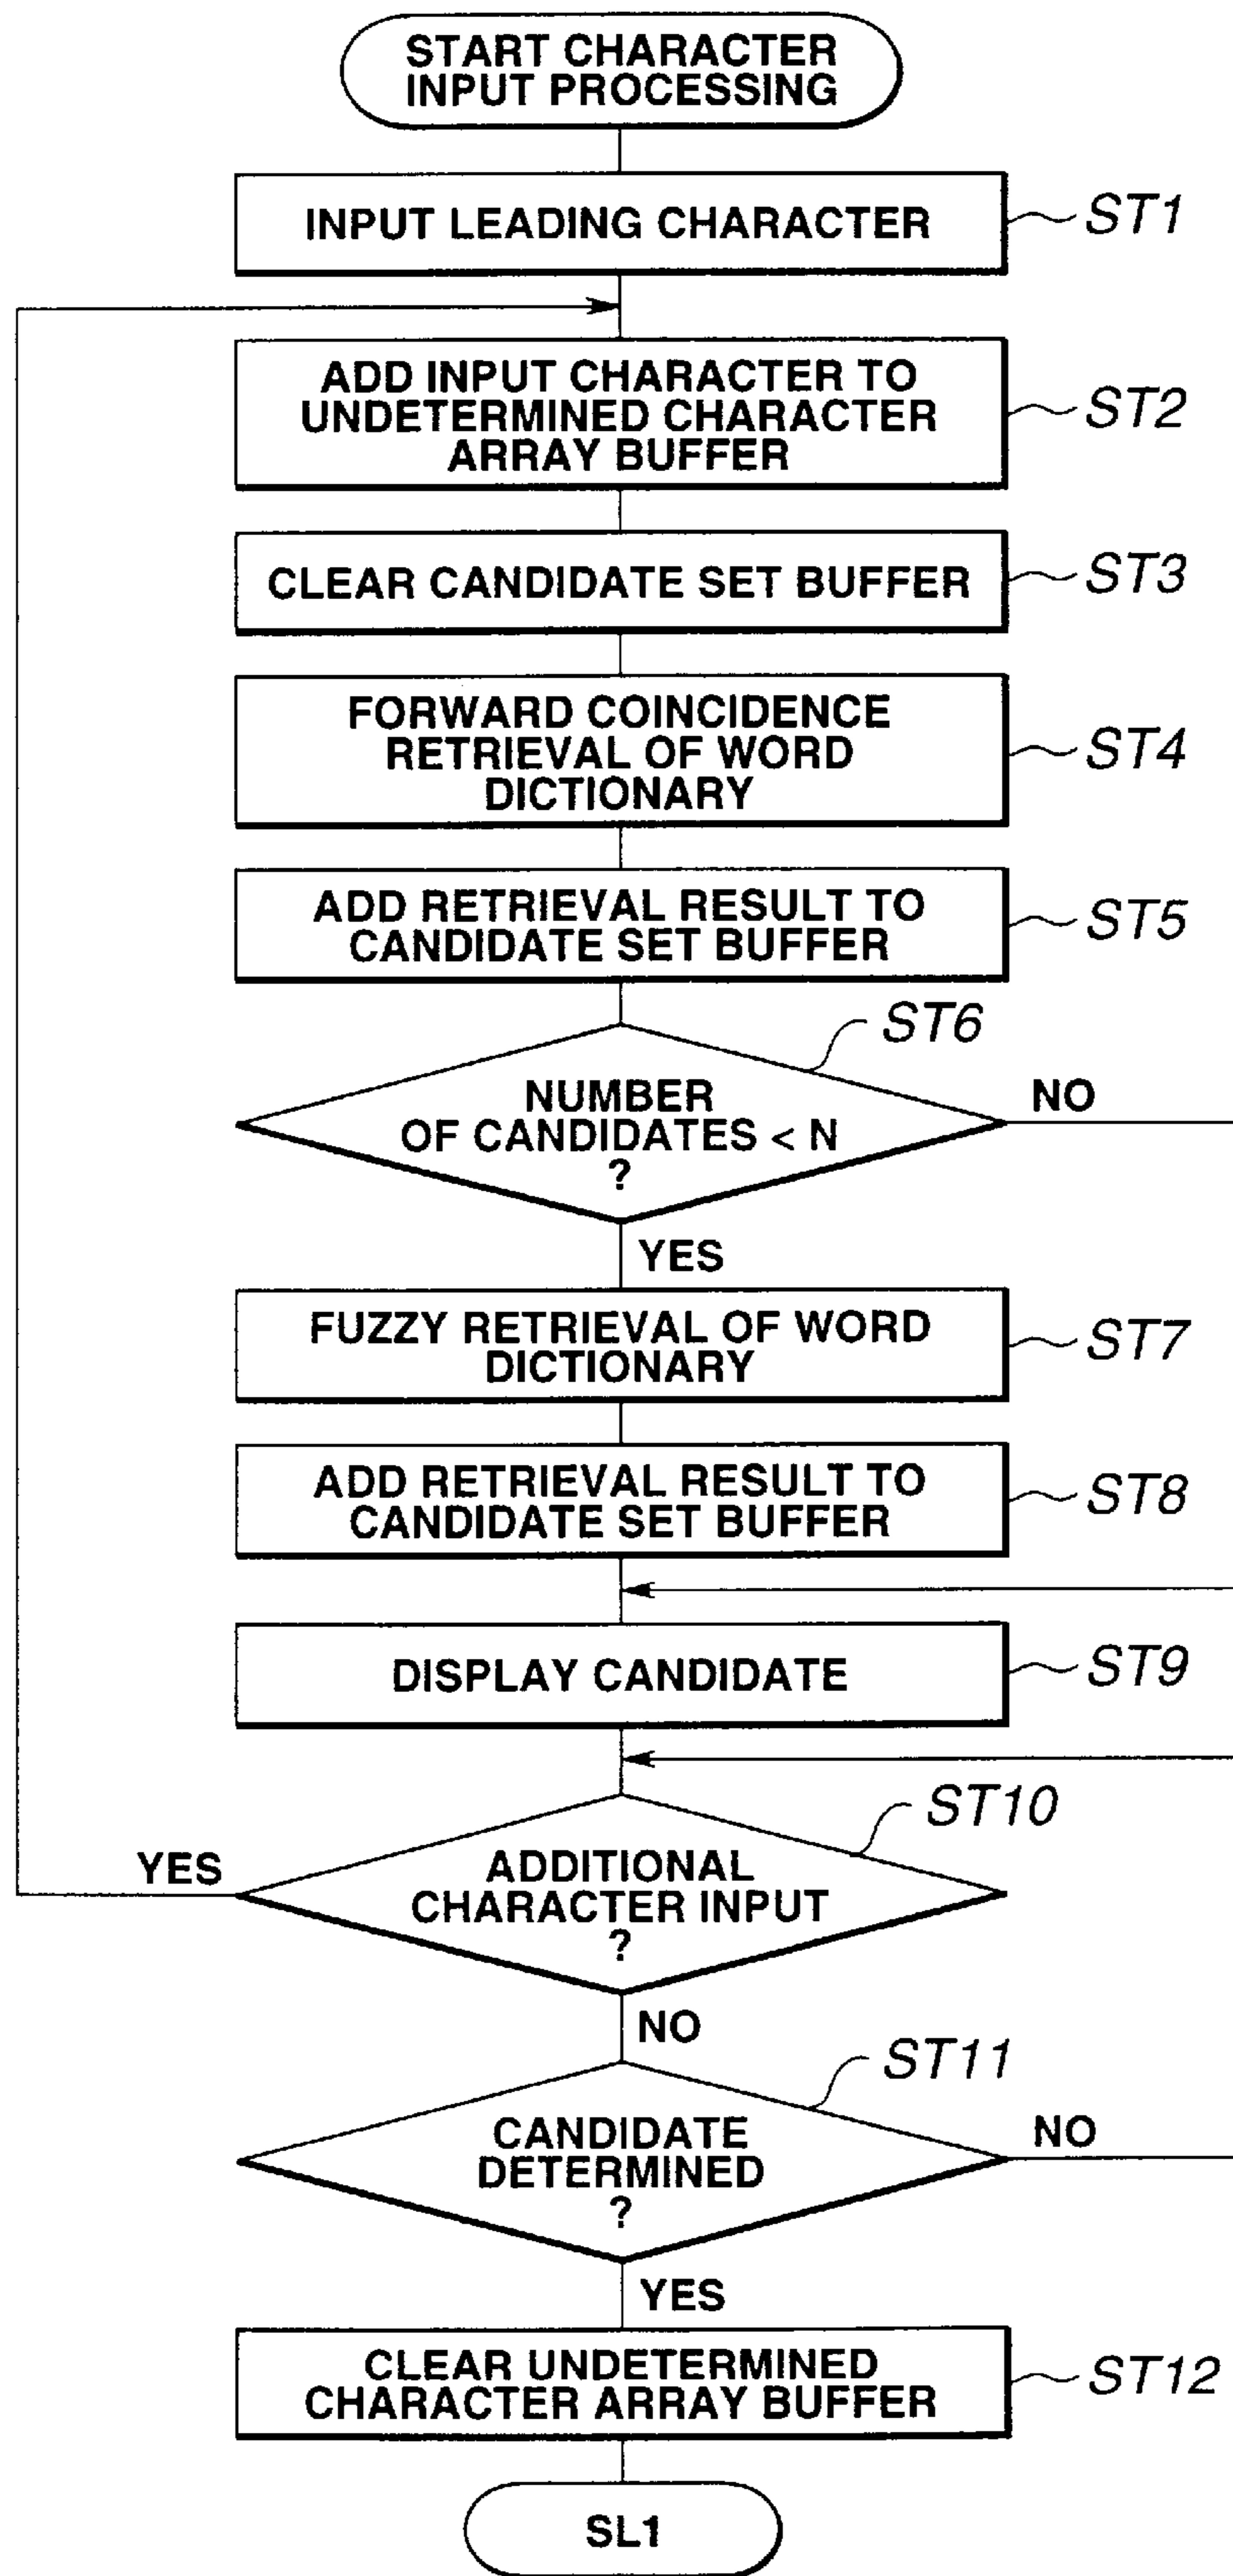 START CHARACTER
INPUT PROCESSING
INPUT LEADING CHARACTER
ST1
ADD INPUT CHARACTER TO
UNDETERMINED CHARACTER
ARRAY BUFFER
ST2
CLEAR CANDIDATE SET BUFFER
ST3
FORWARD COINCIDENCE
RETRIEVAL OF WORD
DICTIONARY
ST4
ADD RETRIEVAL RESULT TO
CANDIDATE SET BUFFER
ST5
ST6
NUMBER
OF CANDIDATES < N
?
NO
YES
FUZZY RETRIEVAL OF WORD
DICTIONARY
ST7
ADD RETRIEVAL RESULT TO
CANDIDATE SET BUFFER
ST8
DISPLAY CANDIDATE
ST9
ST10
YES
ADDITIONAL
CHARACTER INPUT
?
NO
ST11
CANDIDATE
DETERMINED
?
NO
YES
CLEAR UNDETERMINED
CHARACTER ARRAY BUFFER
ST12
SL1